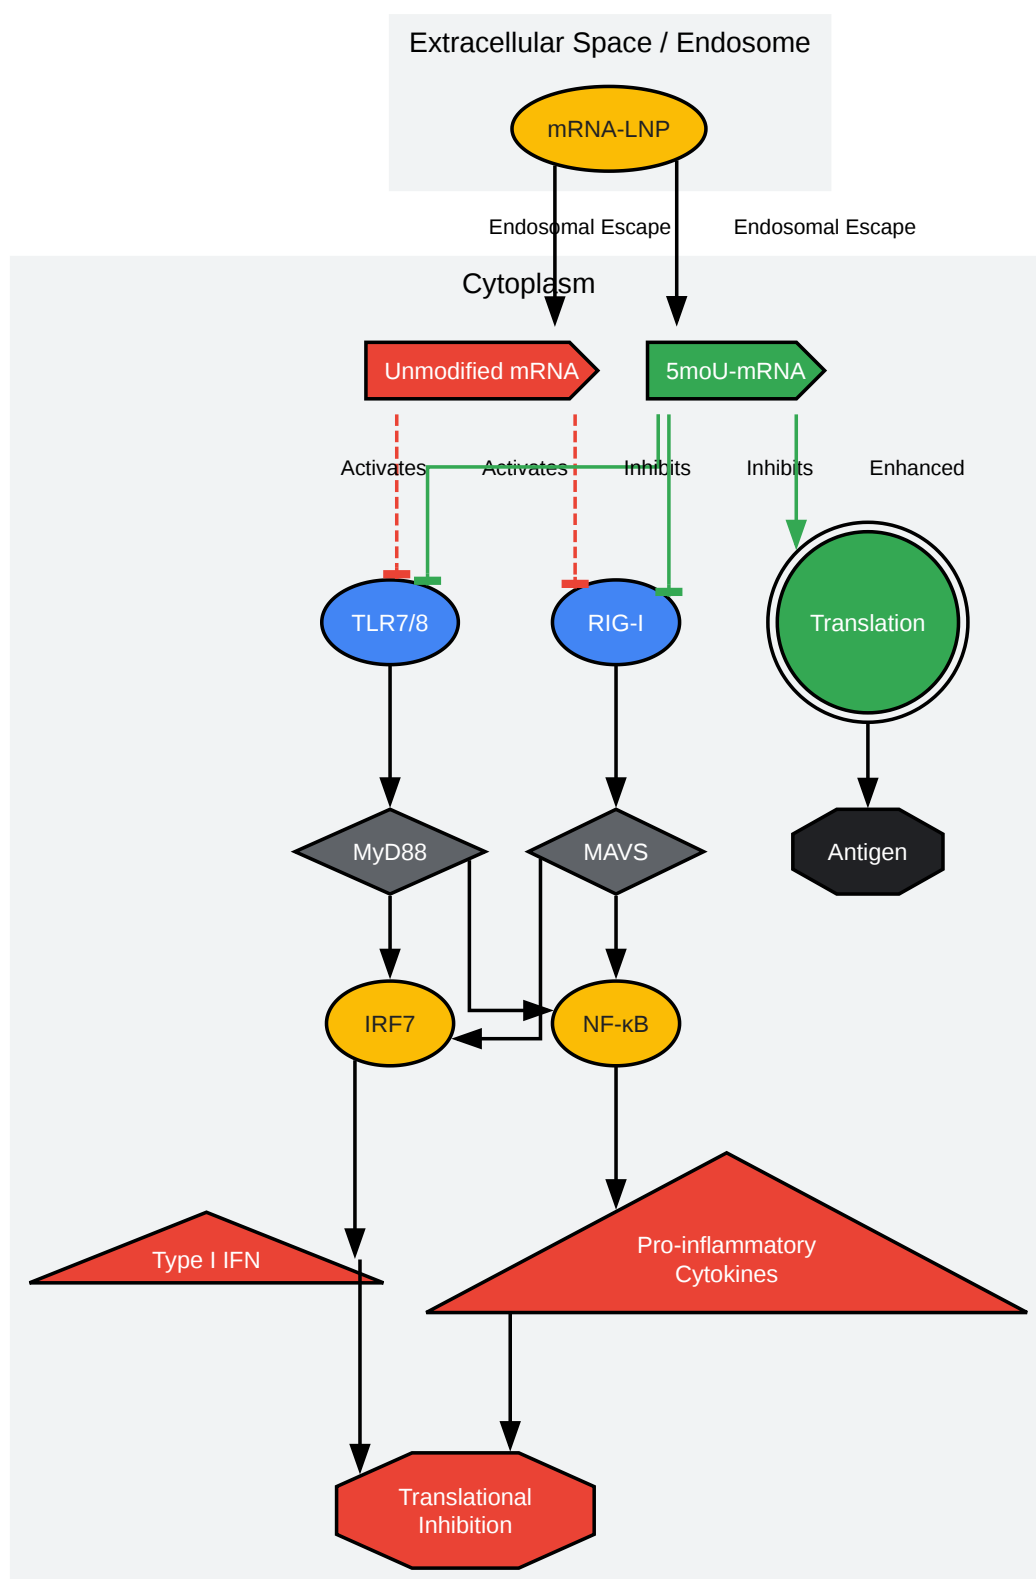 Extracellular Space / Endosome
mRNA-LNP
Endosomal Escape
Endosomal Escape
Cytoplasm
Unmodified mRNA
5moU-mRNA
Activates
Activates
Inhibits
Inhibits
Enhanced
TLR7/8
RIG-I
Translation
MyD88
MAVS
Antigen
IRF7
NF-κB
Type I IFN
Pro-inflammatory
Cytokines
Translational
Inhibition